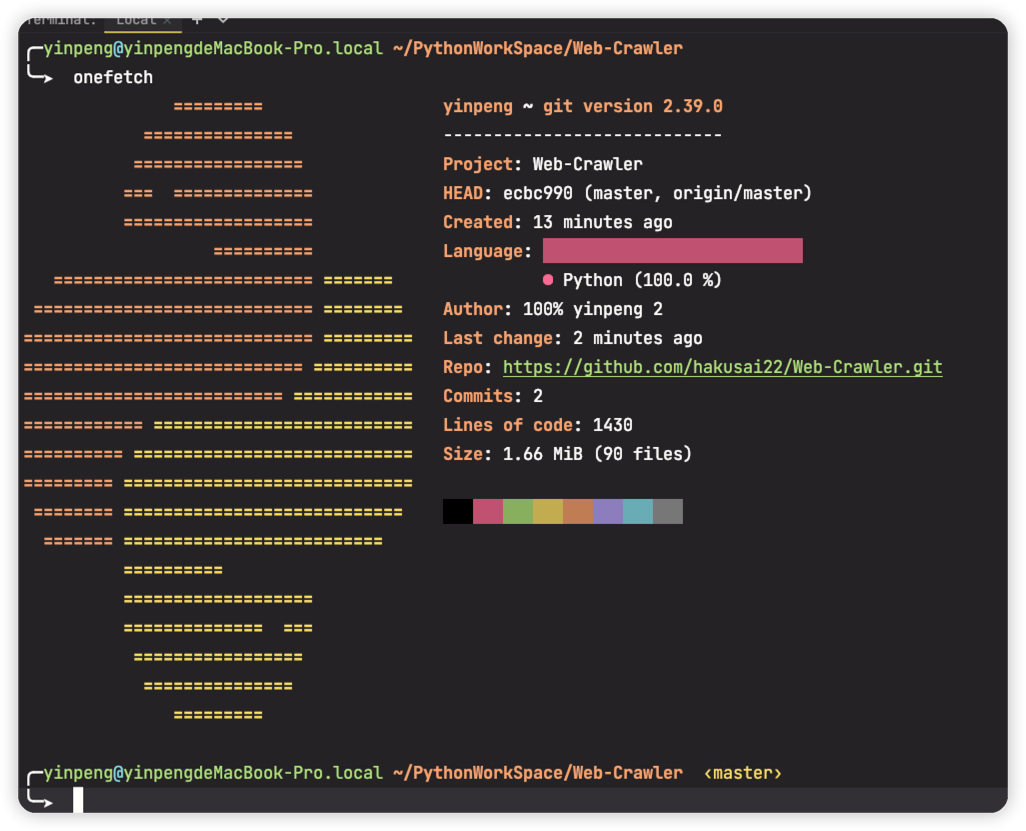 Terminal: Local × +
yinpeng@yinpengdeMacBook-Pro.local ~/PythonWorkSpace/Web-Crawler
onefetch
yinpeng ~ git version 2.39.0
----------------------------
Project: Web-Crawler
HEAD: ecbc990 (master, origin/master)
Created: 13 minutes ago
Language:
● Python (100.0 %)
Author: 100% yinpeng 2
Last change: 2 minutes ago
Repo: https://github.com/hakusai22/Web-Crawler.git
Commits: 2
Lines of code: 1430
Size: 1.66 MiB (90 files)
yinpeng@yinpengdeMacBook-Pro.local ~/PythonWorkSpace/Web-Crawler ‹master›